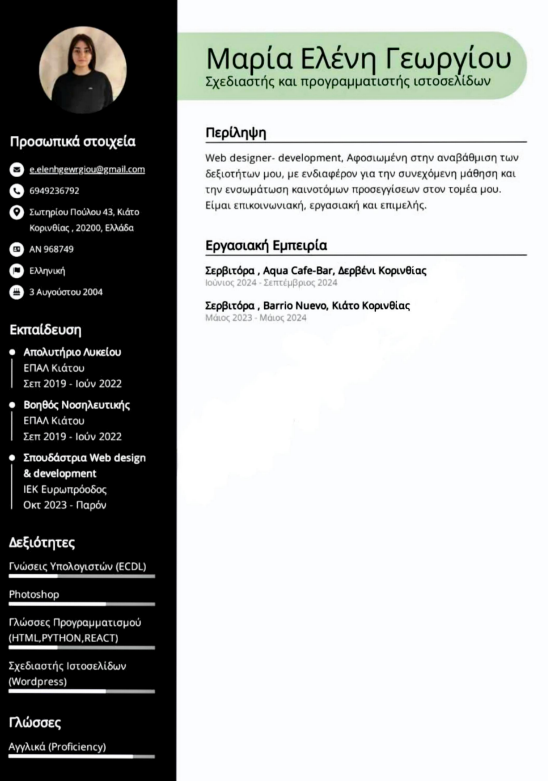 Μαρία Ελένη Γεωργίου
Σχεδιαστής και προγραμματιστής ιστοσελίδων
Προσωπικά στοιχεία
e.elenhgewrgiou@gmail.com
6949236792
Σωτηρίου Πούλου 43, Κιάτο
Κορινθίας , 20200, Ελλάδα
AN 968749
Ελληνική
3 Αυγούστου 2004
Εκπαίδευση
Απολυτήριο Λυκείου
ΕΠΑΛ Κιάτου
Σεπ 2019 - Ιούν 2022
Βοηθός Νοσηλευτικής
ΕΠΑΛ Κιάτου
Σεπ 2019 - Ιούν 2022
Σπουδάστρια Web design
& development
ΙΕΚ Ευρωπρόοδος
Οκτ 2023 - Παρόν
Δεξιότητες
Γνώσεις Υπολογιστών (ECDL)
Photoshop
Γλώσσες Προγραμματισμού
(HTML,PYTHON,REACT)
Σχεδιαστής Ιστοσελίδων
(Wordpress)
Γλώσσες
Αγγλικά (Proficiency)
Περίληψη
Web designer- development, Αφοσιωμένη στην αναβάθμιση των
δεξιοτήτων μου, με ενδιαφέρον για την συνεχόμενη μάθηση και
την ενσωμάτωση καινοτόμων προσεγγίσεων στον τομέα μου.
Είμαι επικοινωνιακή, εργασιακή και επιμελής.
Εργασιακή Εμπειρία
Σερβιτόρα , Aqua Cafe-Bar, Δερβένι Κορινθίας
Ιούνιος 2024 - Σεπτέμβριος 2024
Σερβιτόρα , Barrio Nuevo, Κιάτο Κορινθίας
Μάιος 2023 - Μάιος 2024